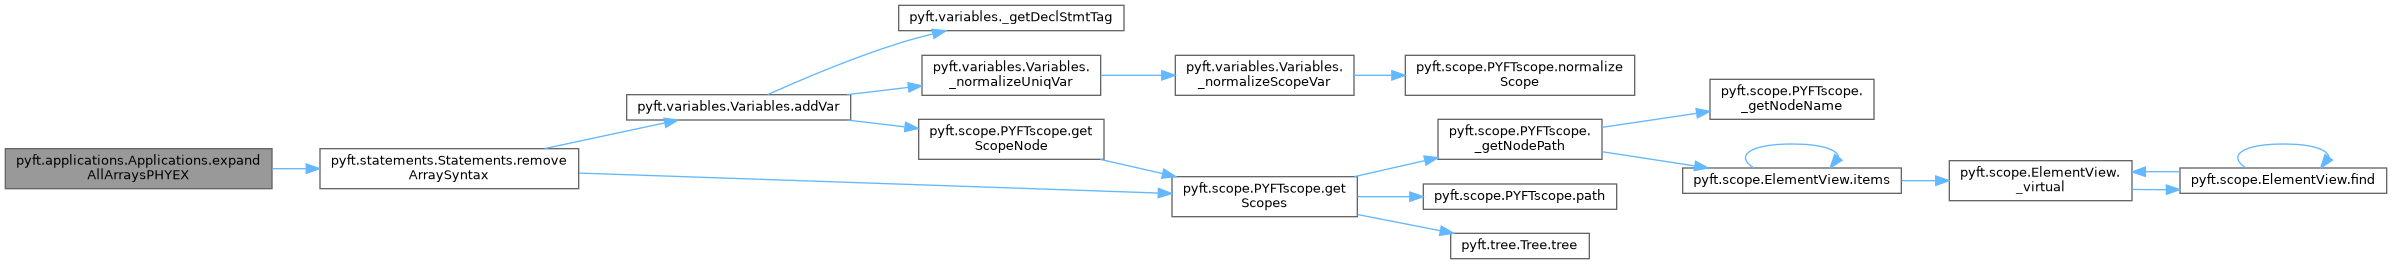 pyft.applications.Applications.expand
AllArraysPHYEX
pyft.statements.Statements.remove
ArraySyntax
pyft.variables.Variables.addVar
pyft.variables._getDeclStmtTag
pyft.variables.Variables.
_normalizeUniqVar
pyft.variables.Variables.
_normalizeScopeVar
pyft.scope.PYFTscope.normalize
Scope
pyft.scope.PYFTscope.get
ScopeNode
pyft.scope.PYFTscope.get
Scopes
pyft.scope.PYFTscope.
_getNodePath
pyft.scope.PYFTscope.
_getNodeName
pyft.scope.ElementView.items
pyft.scope.ElementView.
_virtual
pyft.scope.ElementView.find
pyft.scope.PYFTscope.path
pyft.tree.Tree.tree